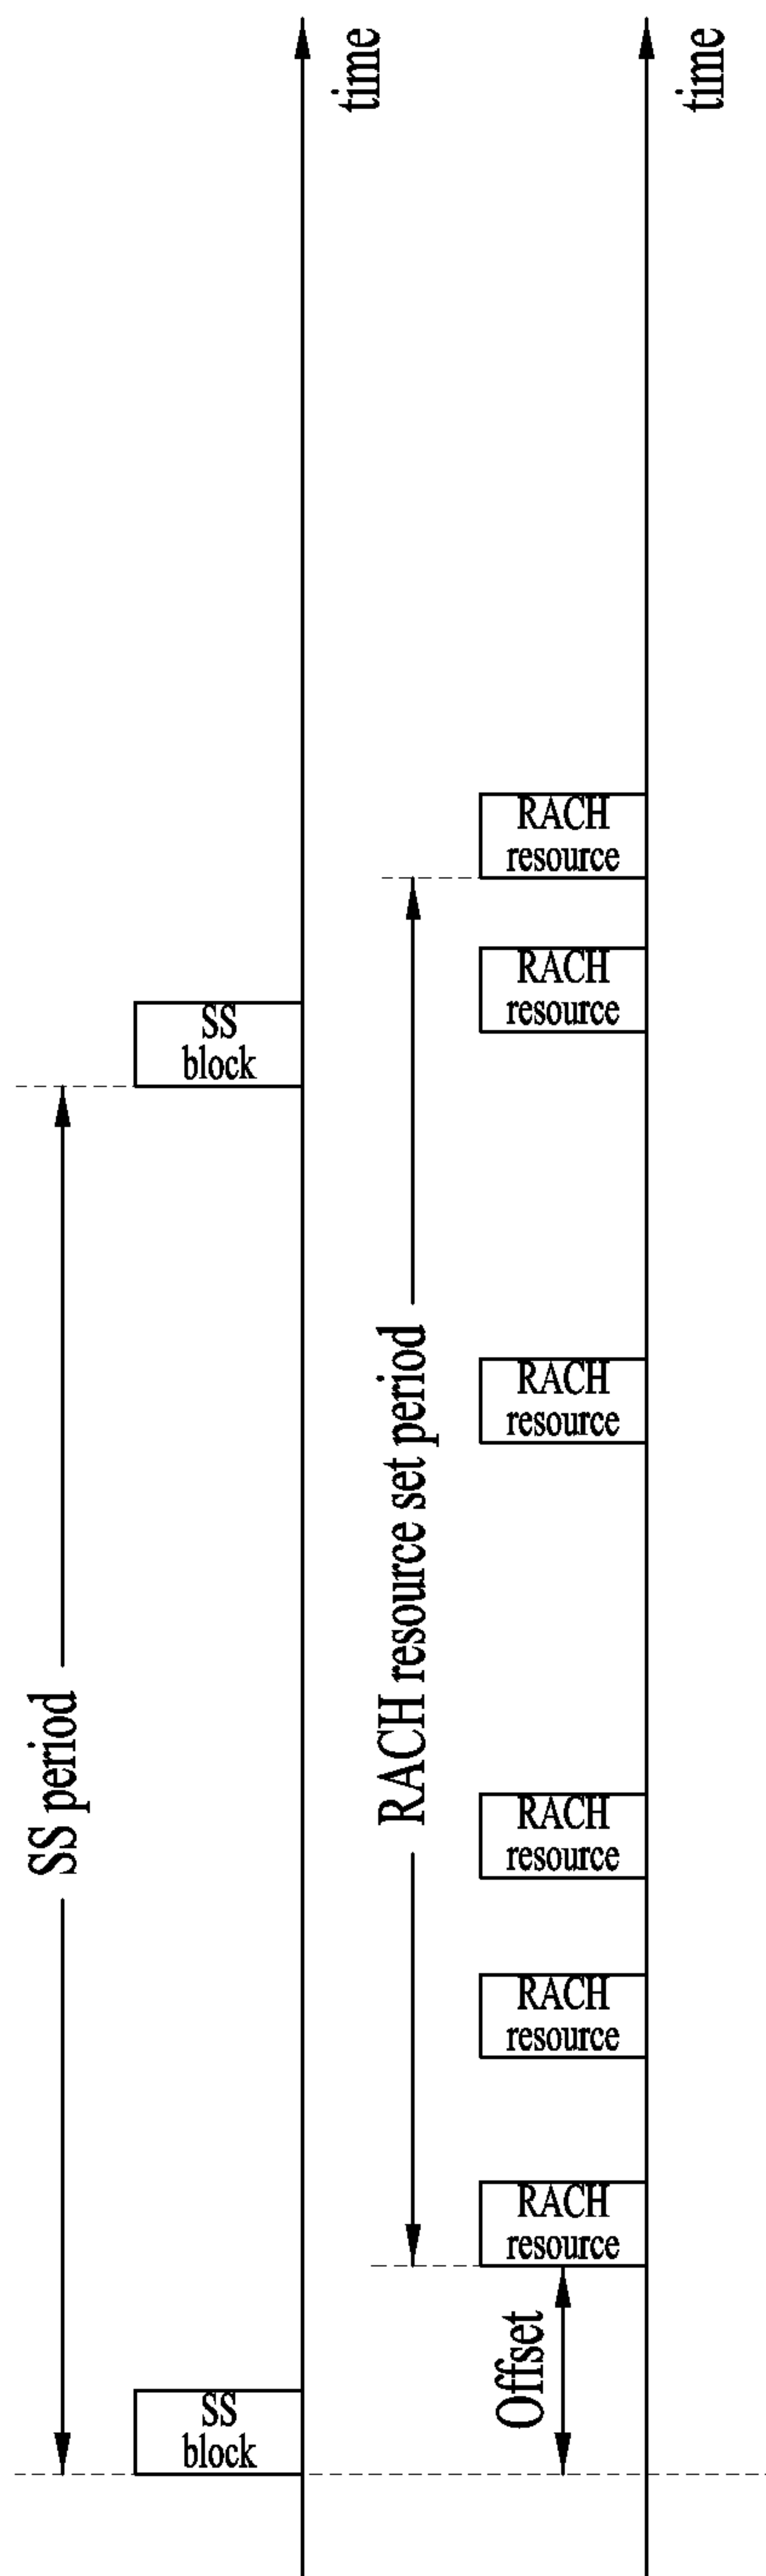 time
time
RACH
resource
RACH
resource
SS
block
RACH
resource
RACH resource set period
SS period
RACH
resource
RACH
resource
RACH
resource
Offset
SS
block